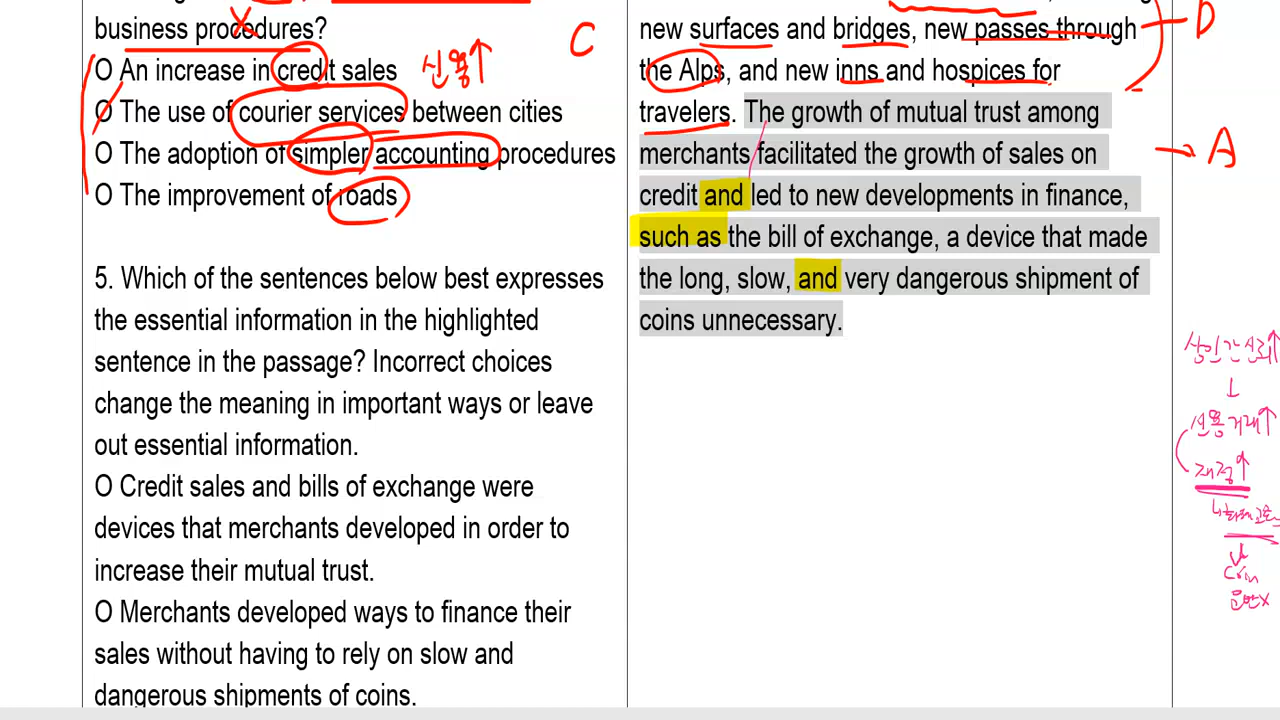 business procedures?
O An increase in credit sales
O The use of courier services between cities
O The adoption of simpler accounting procedures
O The improvement of roads
C
신용↑
5. Which of the sentences below best expresses
the essential information in the highlighted
sentence in the passage? Incorrect choices
change the meaning in important ways or leave
out essential information.
O Credit sales and bills of exchange were
devices that merchants developed in order to
increase their mutual trust.
O Merchants developed ways to finance their
sales without having to rely on slow and
dangerous shipments of coins.
new surfaces and bridges, new passes through
the Alps, and new inns and hospices for
travelers. The growth of mutual trust among
merchants facilitated the growth of sales on
credit and led to new developments in finance,
such as the bill of exchange, a device that made
the long, slow, and very dangerous shipment of
coins unnecessary.
D
→ A
상인간 신뢰↑
↓
신용거래↑
재정↑
↓
Coin
운반x